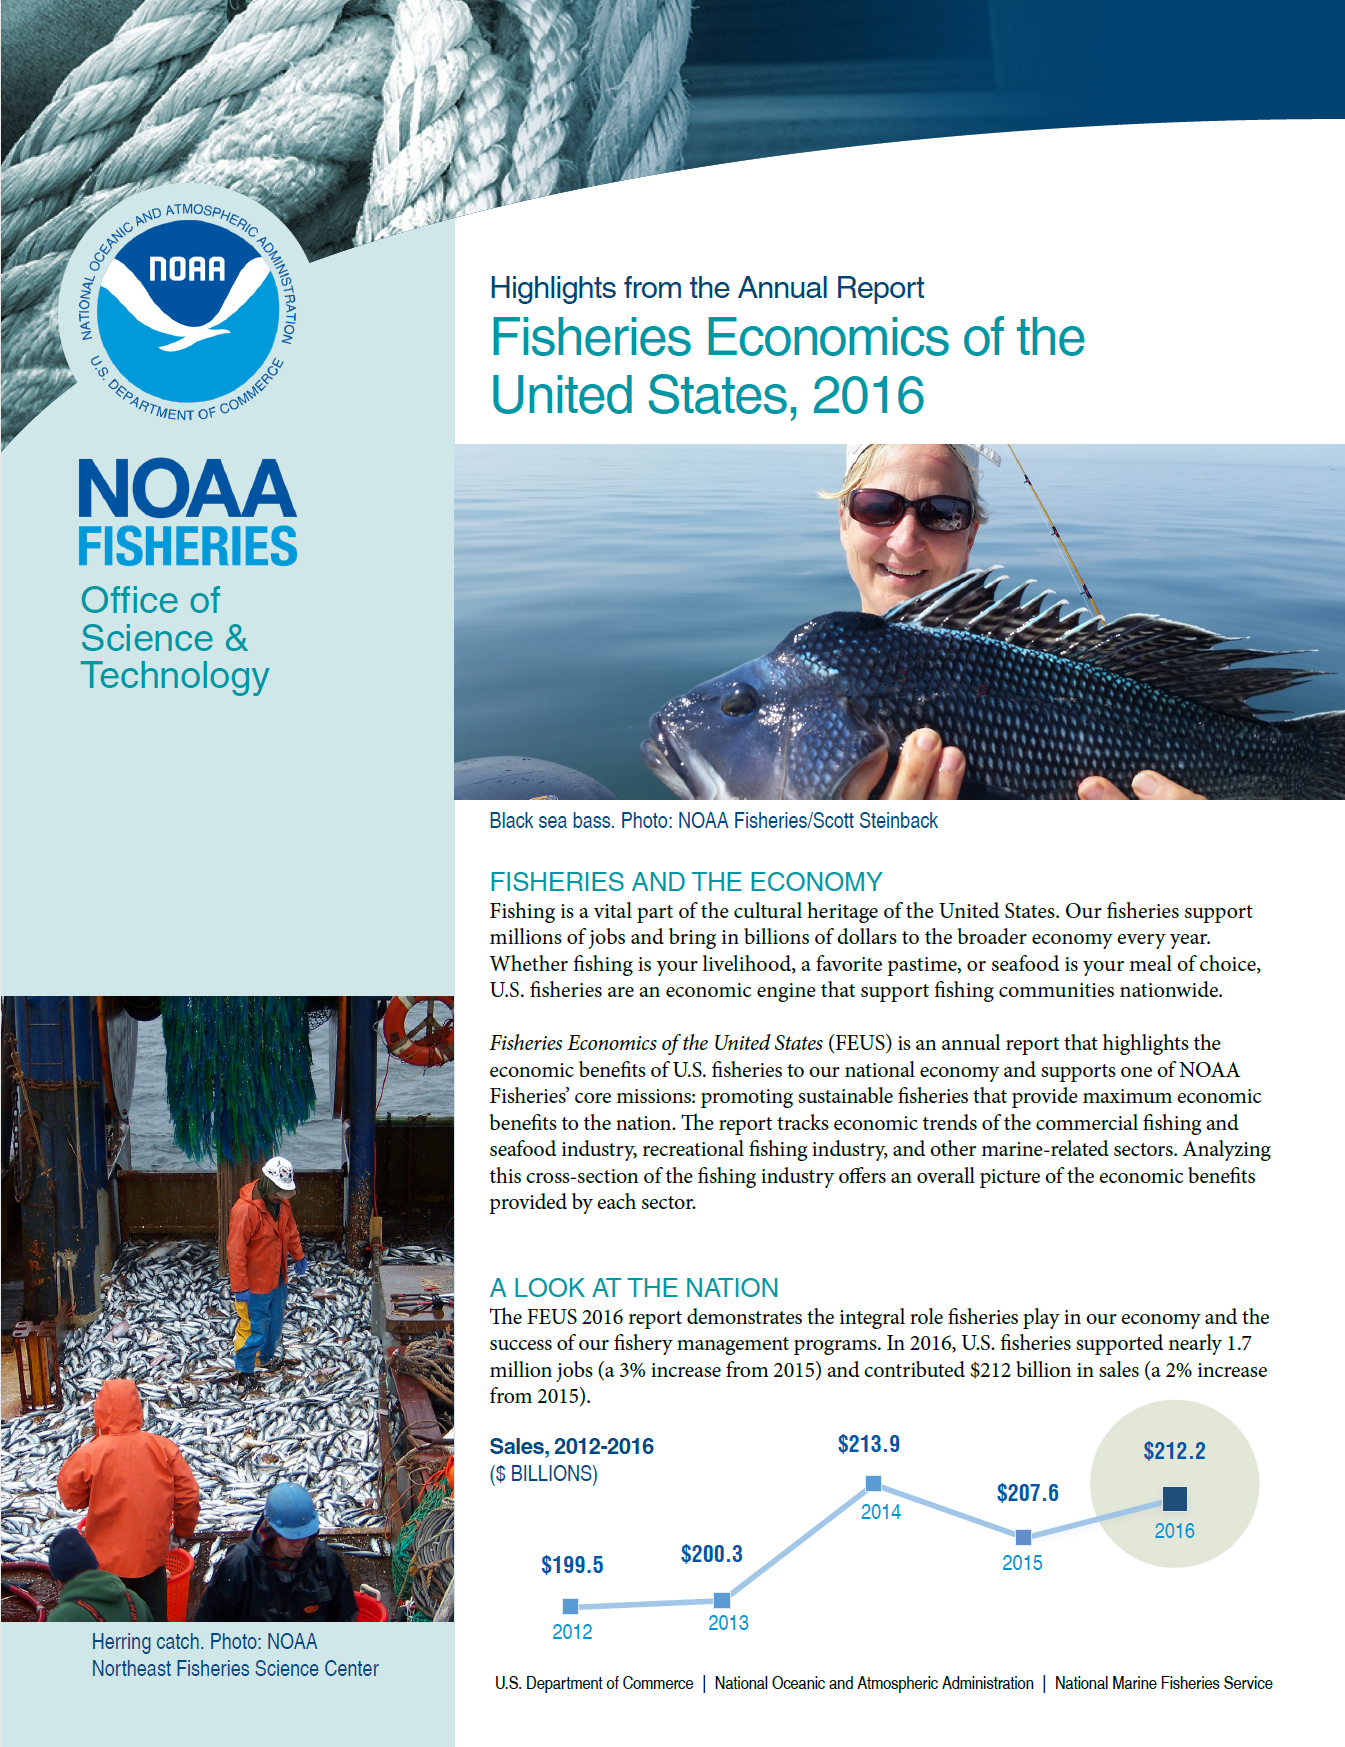 NATIONAL OCEANIC AND ATMOSPHERIC ADMINISTRATION
NOAA
U.S. DEPARTMENT OF COMMERCE
NOAA
FISHERIES
Office of
Science &
Technology
Highlights from the Annual Report
Fisheries Economics of the
United States, 2016
Black sea bass. Photo: NOAA Fisheries/Scott Steinback
FISHERIES AND THE ECONOMY
Fishing is a vital part of the cultural heritage of the United States. Our fisheries support
millions of jobs and bring in billions of dollars to the broader economy every year.
Whether fishing is your livelihood, a favorite pastime, or seafood is your meal of choice,
U.S. fisheries are an economic engine that support fishing communities nationwide.
Fisheries Economics of the United States (FEUS) is an annual report that highlights the
economic benefits of U.S. fisheries to our national economy and supports one of NOAA
Fisheries’ core missions: promoting sustainable fisheries that provide maximum economic
benefits to the nation. The report tracks economic trends of the commercial fishing and
seafood industry, recreational fishing industry, and other marine-related sectors. Analyzing
this cross-section of the fishing industry offers an overall picture of the economic benefits
provided by each sector.
A LOOK AT THE NATION
The FEUS 2016 report demonstrates the integral role fisheries play in our economy and the
success of our fishery management programs. In 2016, U.S. fisheries supported nearly 1.7
million jobs (a 3% increase from 2015) and contributed $212 billion in sales (a 2% increase
from 2015).
Sales, 2012-2016
($ BILLIONS)
$199.5
2012
$200.3
2013
$213.9
2014
$207.6
2015
$212.2
2016
Herring catch. Photo: NOAA
Northeast Fisheries Science Center
U.S. Department of Commerce | National Oceanic and Atmospheric Administration | National Marine Fisheries Service